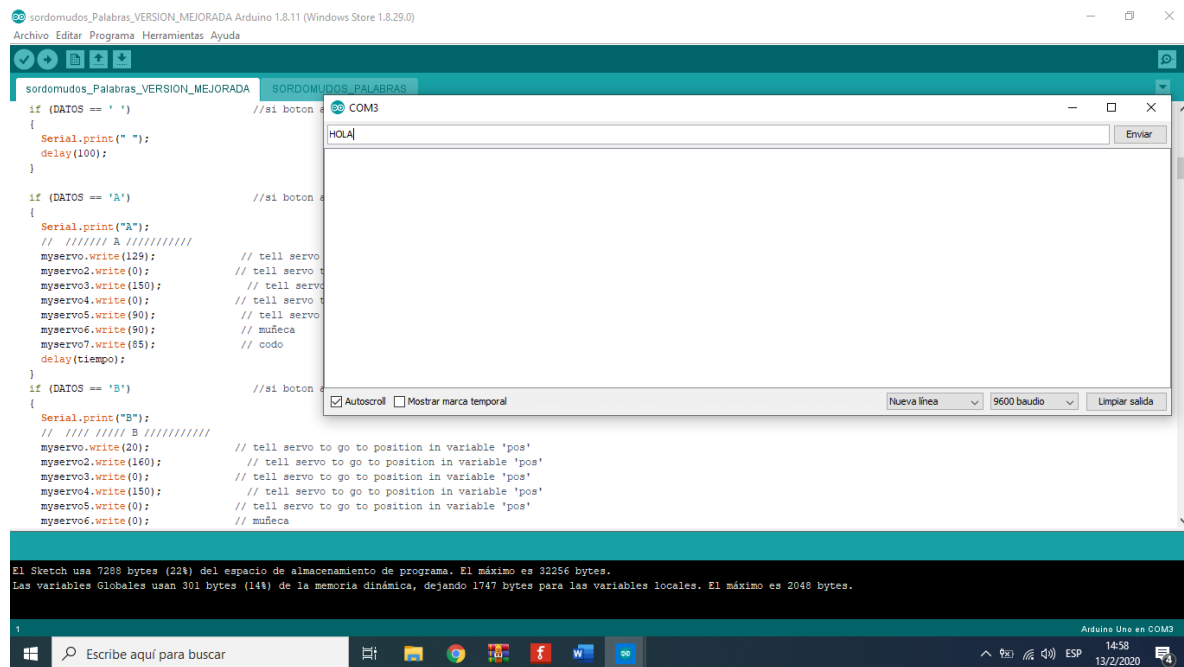 sordomudos_Palabras_VERSION_MEJORADA Arduino 1.8.11 (Windows Store 1.8.29.0)
Archivo Editar Programa Herramientas Ayuda
sordomudos_Palabras_VERSION_MEJORADA SORDOMUDOS_PALABRAS
if (DATOS == ' ') //si boton a
{
Serial.print(" ");
delay(100);
}
if (DATOS == 'A') //si boton a
{
Serial.print("A");
// /////// A ///////////
myservo.write(129); // tell servo
myservo2.write(0); // tell servo t
myservo3.write(150); // tell servo
myservo4.write(0); // tell servo t
myservo5.write(90); // tell servo
myservo6.write(90); // muñeca
myservo7.write(85); // codo
delay(tiempo);
}
if (DATOS == 'B') //si boton a
{
Serial.print("B");
// //// ///// B ///////////
myservo.write(20); // tell servo to go to position in variable 'pos'
myservo2.write(160); // tell servo to go to position in variable 'pos'
myservo3.write(0); // tell servo to go to position in variable 'pos'
myservo4.write(150); // tell servo to go to position in variable 'pos'
myservo5.write(0); // tell servo to go to position in variable 'pos'
myservo6.write(0); // muñeca
COM3
HOLA Enviar
Autoscroll Mostrar marca temporal Nueva línea 9600 baudio Limpiar salida
El Sketch usa 7288 bytes (22%) del espacio de almacenamiento de programa. El máximo es 32256 bytes.
Las variables Globales usan 301 bytes (14%) de la memoria dinámica, dejando 1747 bytes para las variables locales. El máximo es 2048 bytes.
1 Arduino Uno en COM3
Escribe aquí para buscar ESP 14:58
13/2/2020 4